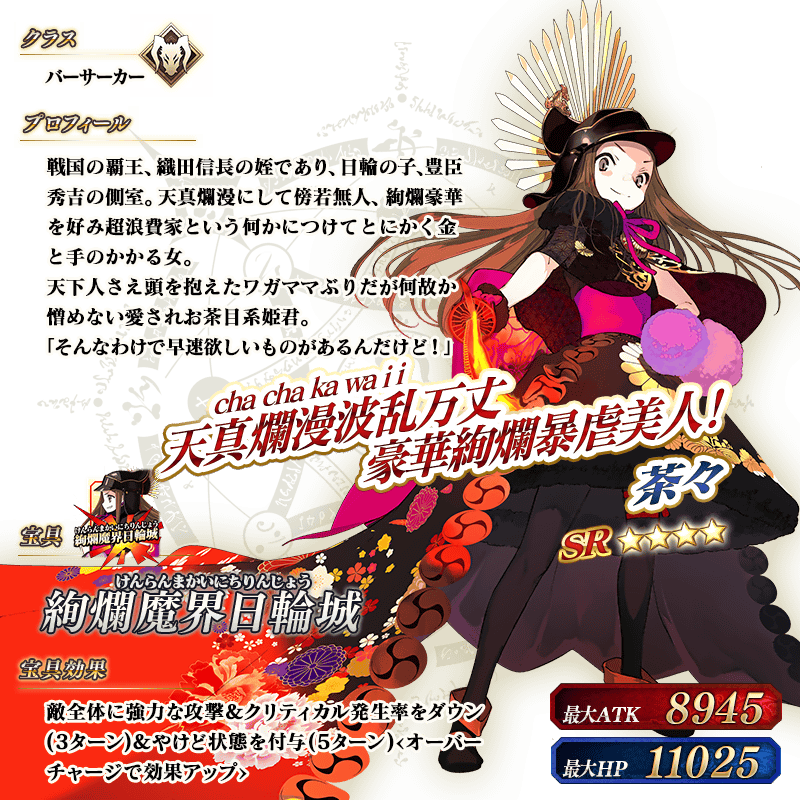 クラス
バーサーカー
プロフィール
戦国の覇王、織田信長の姪であり、日輪の子、豊臣
秀吉の側室。天真爛漫にして傍若無人、絢爛豪華
を好み超浪費家という何かにつけてとにかく金
と手のかかる女。
天下人さえ頭を抱えたワガママぶりだが何故か
憎めない愛されお茶目系姫君。
「そんなわけで早速欲しいものがあるんだけど!」
cha cha ka wa i i
天真爛漫波乱万丈
豪華絢爛暴虐美人!
茶々
SR
宝具
けんらんまかいにちりんじょう
絢爛魔界日輪城
けんらんまかいにちりんじょう
絢爛魔界日輪城
宝具効果
敵全体に強力な攻撃&クリティカル発生率をダウン
(3ターン)&やけど状態を付与(5ターン)<オーバー
チャージで効果アップ>
最大ATK 8945
最大HP 11025